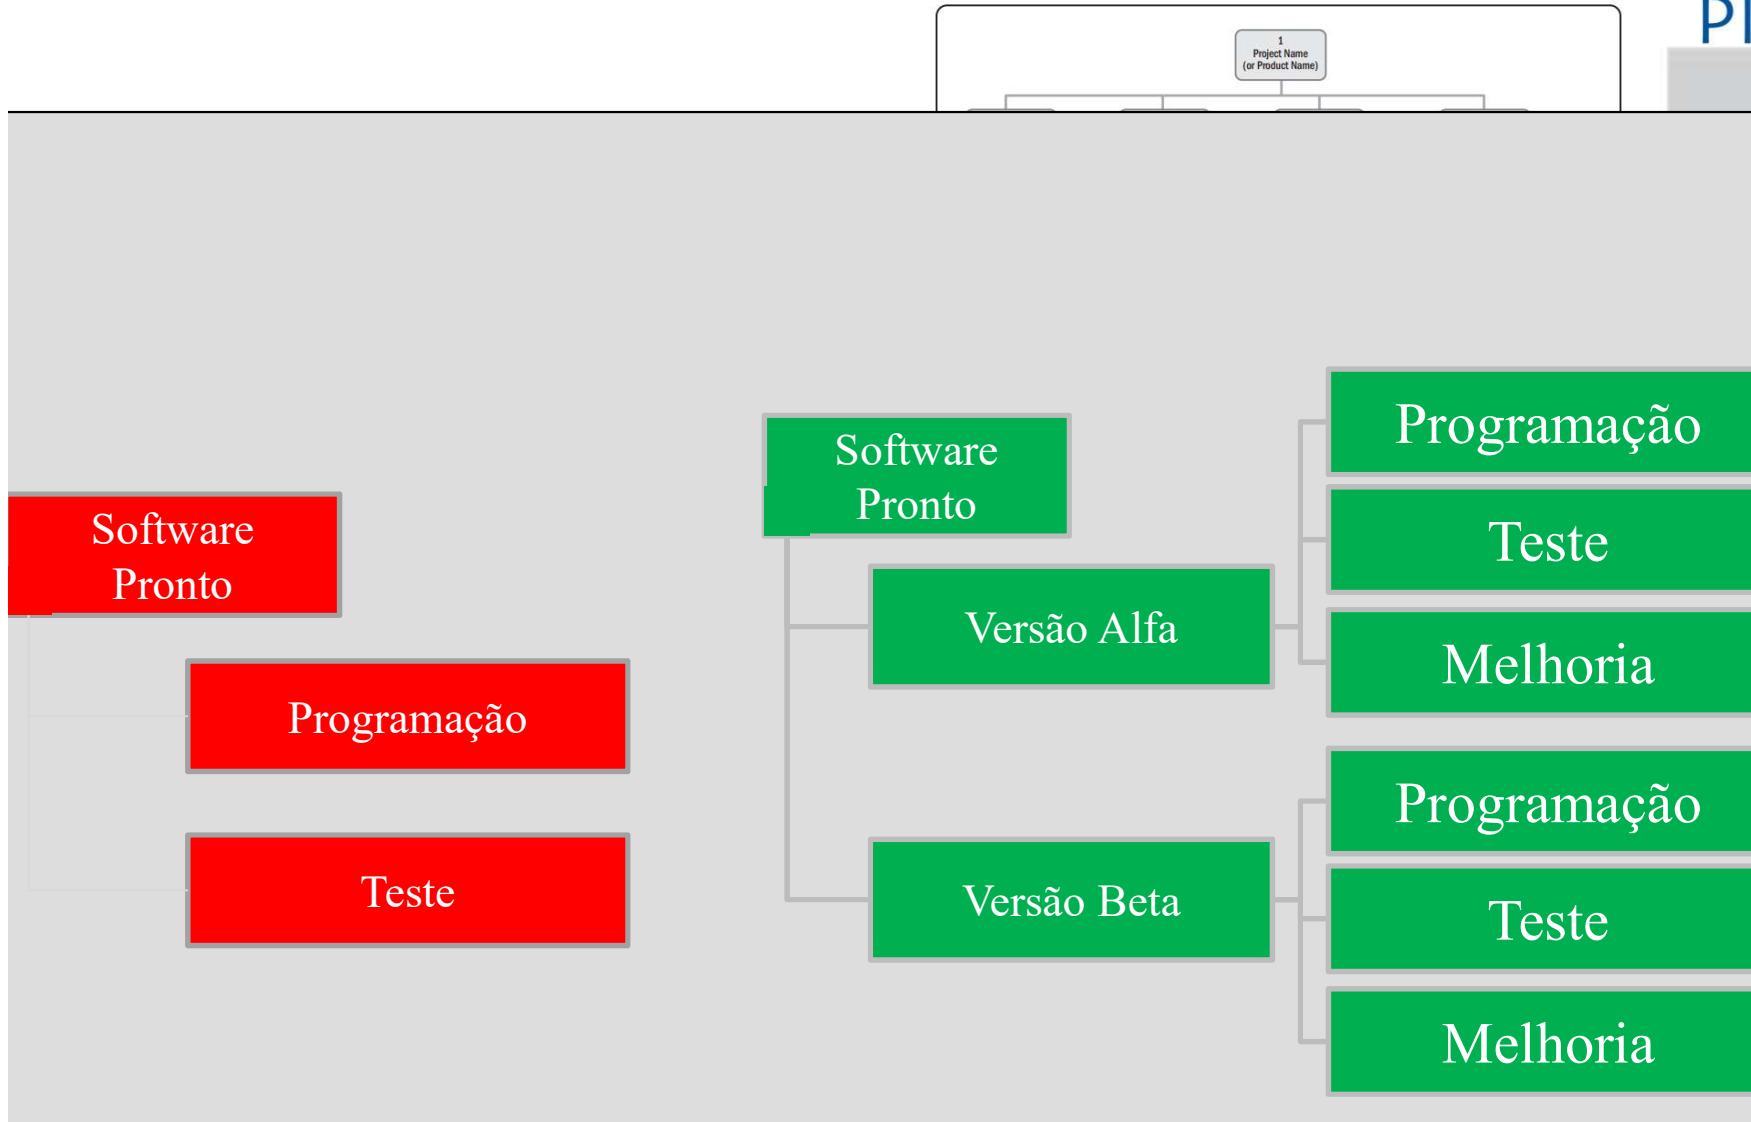 1
Project Name
(or Product Name)
Software
Pronto
Programação
Teste
Software
Pronto
Versão Alfa
Programação
Teste
Melhoria
Versão Beta
Programação
Teste
Melhoria